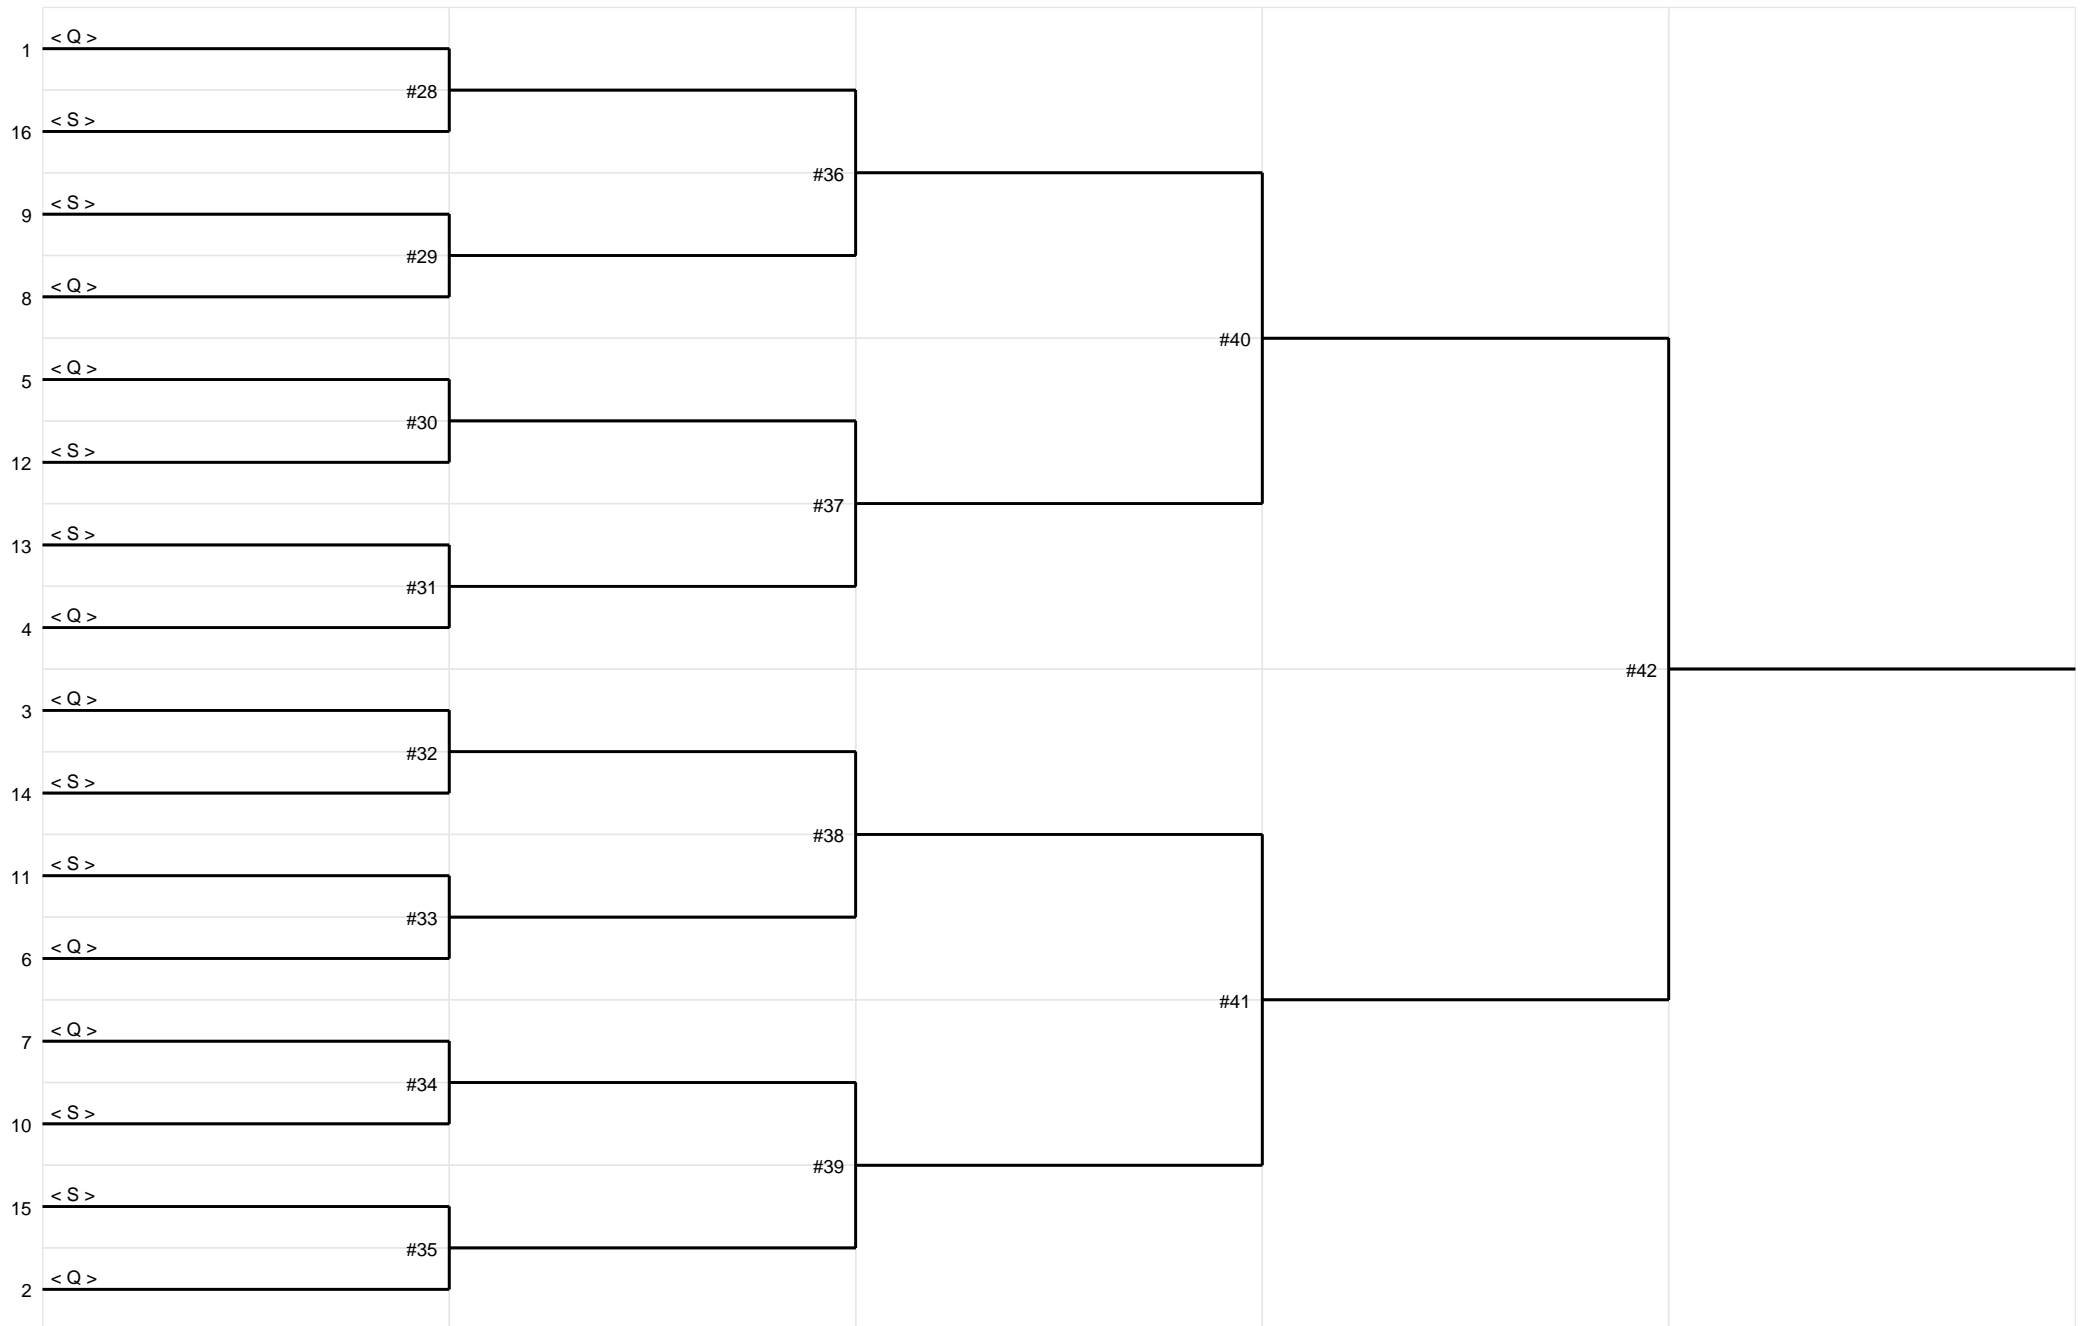 < Q >
1
#28
< S >
16
#36
< S >
9
#29
< Q >
8
#40
< Q >
5
#30
< S >
12
#37
< S >
13
#31
< Q >
4
#42
< Q >
3
#32
< S >
14
#38
< S >
11
#33
< Q >
6
#41
< Q >
7
#34
< S >
10
#39
< S >
15
#35
< Q >
2